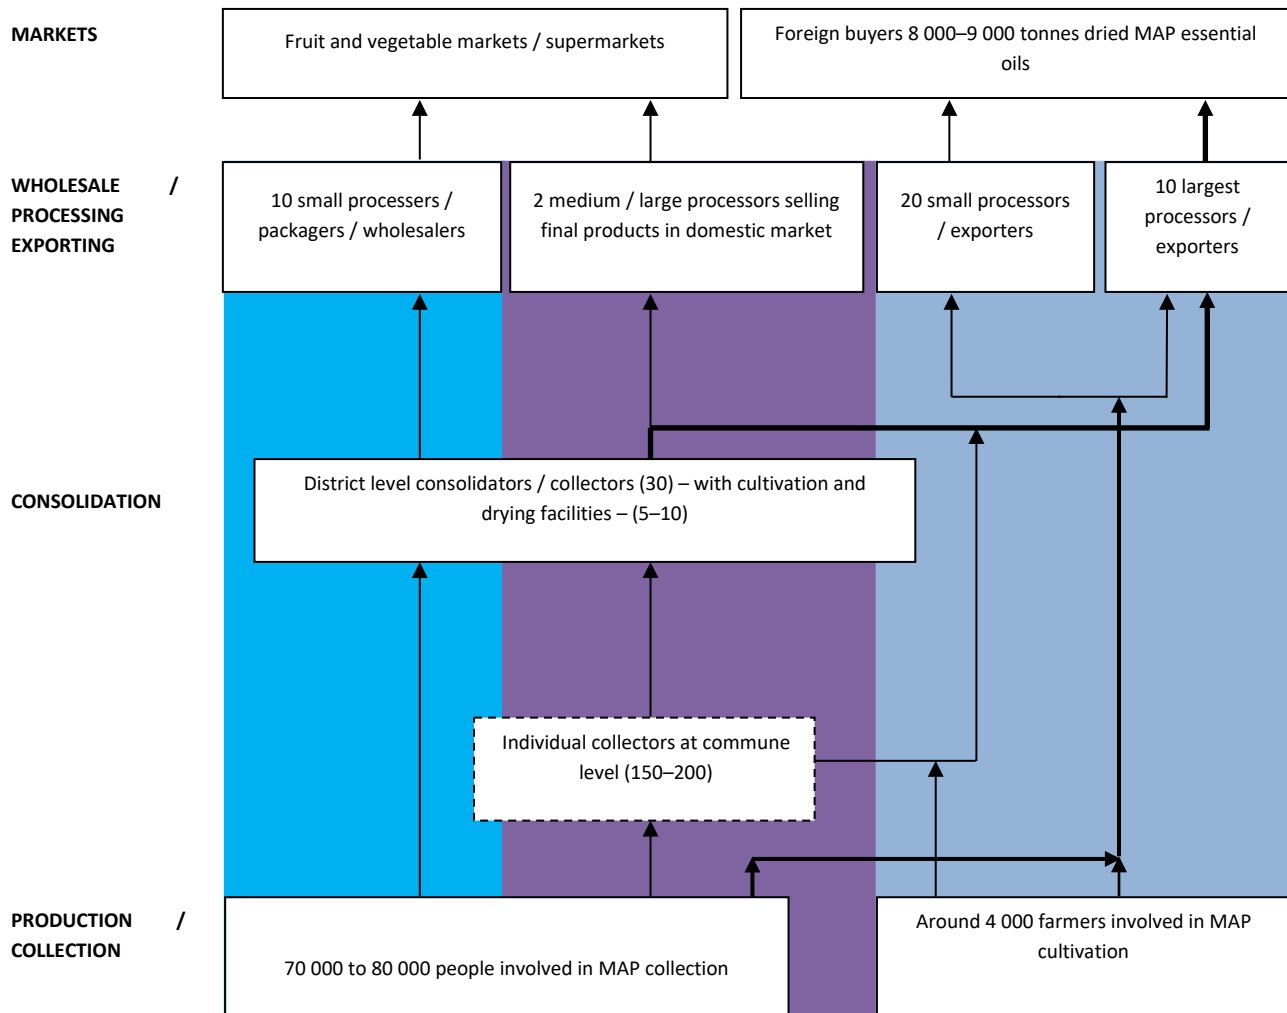 MARKETS
Fruit and vegetable markets / supermarkets
Foreign buyers 8 000–9 000 tonnes dried MAP essential
oils
WHOLESALE /
PROCESSING
EXPORTING
10 small processers /
packagers / wholesalers
2 medium / large processors selling
final products in domestic market
20 small processors
/ exporters
10 largest
processors /
exporters
CONSOLIDATION
District level consolidators / collectors (30) – with cultivation and
drying facilities – (5–10)
Individual collectors at commune
level (150–200)
PRODUCTION /
COLLECTION
70 000 to 80 000 people involved in MAP collection
Around 4 000 farmers involved in MAP
cultivation